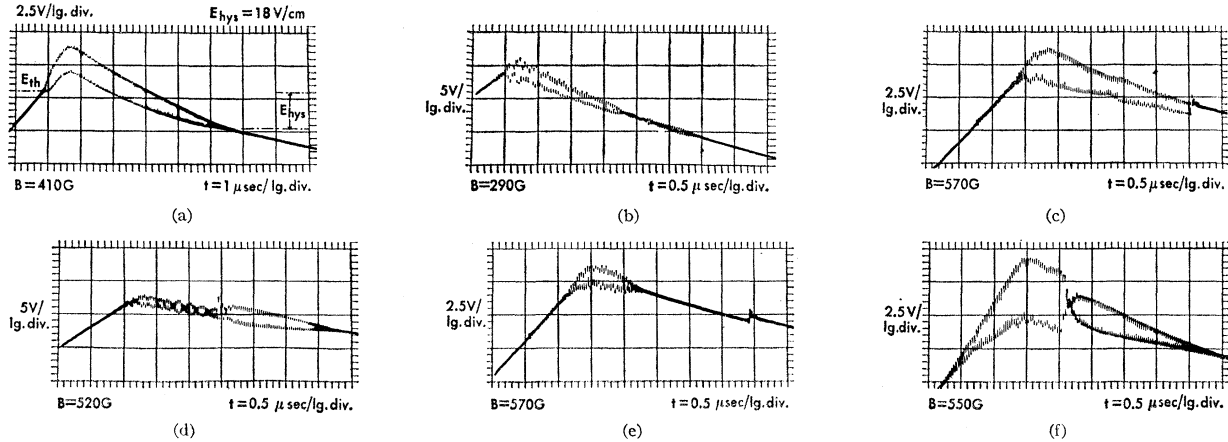 2.5V/lg.div. E_hys = 18 V/cm
E_th
E_hys
B=410G t=1 μsec/lg.div.
(a)
5V/
lg.div.
B=290G t=0.5 μsec/lg.div.
(b)
2.5V/
lg.div.
B=570G t=0.5 μsec/lg.div.
(c)
5V/
lg.div.
B=520G t=0.5 μsec/lg.div.
(d)
2.5V/
lg.div.
B=570G t=0.5 μsec/lg.div.
(e)
2.5V/
lg.div.
B=550G t=0.5 μsec/lg.div.
(f)